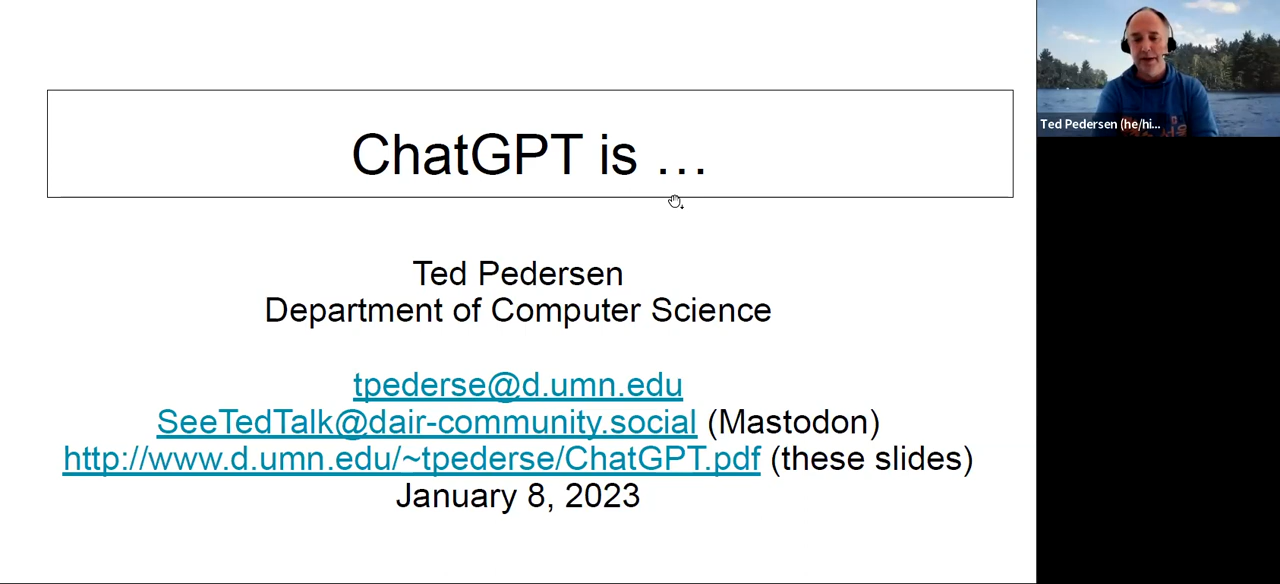 ChatGPT is …
Ted Pedersen
Department of Computer Science
tpederse@d.umn.edu
SeeTedTalk@dair-community.social (Mastodon)
http://www.d.umn.edu/~tpederse/ChatGPT.pdf (these slides)
January 8, 2023
Ted Pedersen (he/hi...